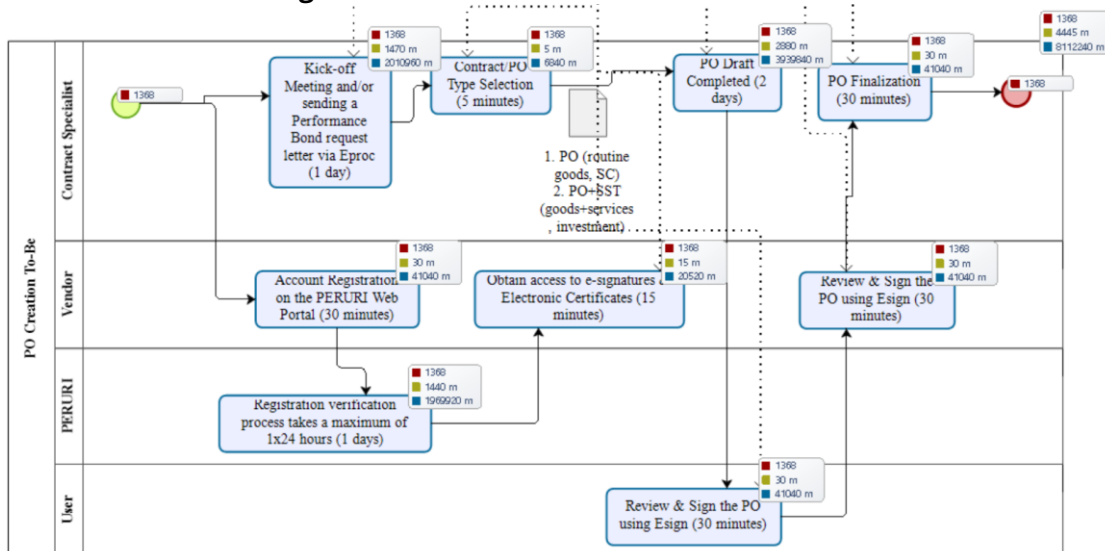 1368
1470 m
2010960 m
1368
5 m
6840 m
1368
2880 m
3939840 m
1368
30 m
41040 m
1368
4445 m
8112240 m
PO Creation To-Be
Contract Specialist
1368
Kick-off
Meeting and/or
sending a
Performance
Bond request
letter via Eproc
(1 day)
Contract/PO
Type Selection
(5 minutes)
PO Draft
Completed (2
days)
PO Finalization
(30 minutes)
1368
1. PO (routine
goods, SC)
2. PO+SST
(goods+services
, investment)
Vendor
1368
30 m
41040 m
Account Registration
on the PERURI Web
Portal (30 minutes)
1368
15 m
20520 m
Obtain access to e-signatures
Electronic Certificates (15
minutes)
1368
30 m
41040 m
Review & Sign the
PO using Esign (30
minutes)
PERURI
1368
1440 m
1969920 m
Registration verification
process takes a maximum of
1x24 hours (1 days)
User
1368
30 m
41040 m
Review & Sign the PO
using Esign (30 minutes)